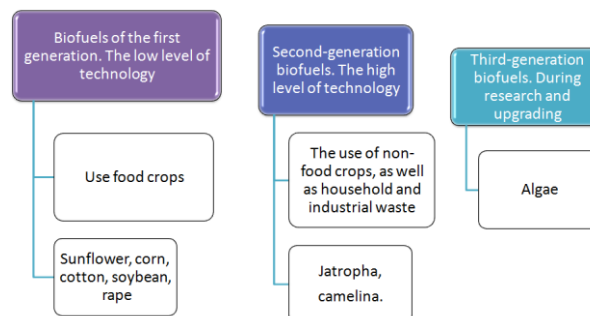 Biofuels of the first
generation. The low level of
technology
Use food crops
Sunflower, corn,
cotton, soybean,
rape
Second-generation
biofuels. The high
level of technology
The use of non-
food crops, as well
as household and
industrial waste
Jatropha,
camelina.
Third-generation
biofuels. During
research and
upgrading
Algae